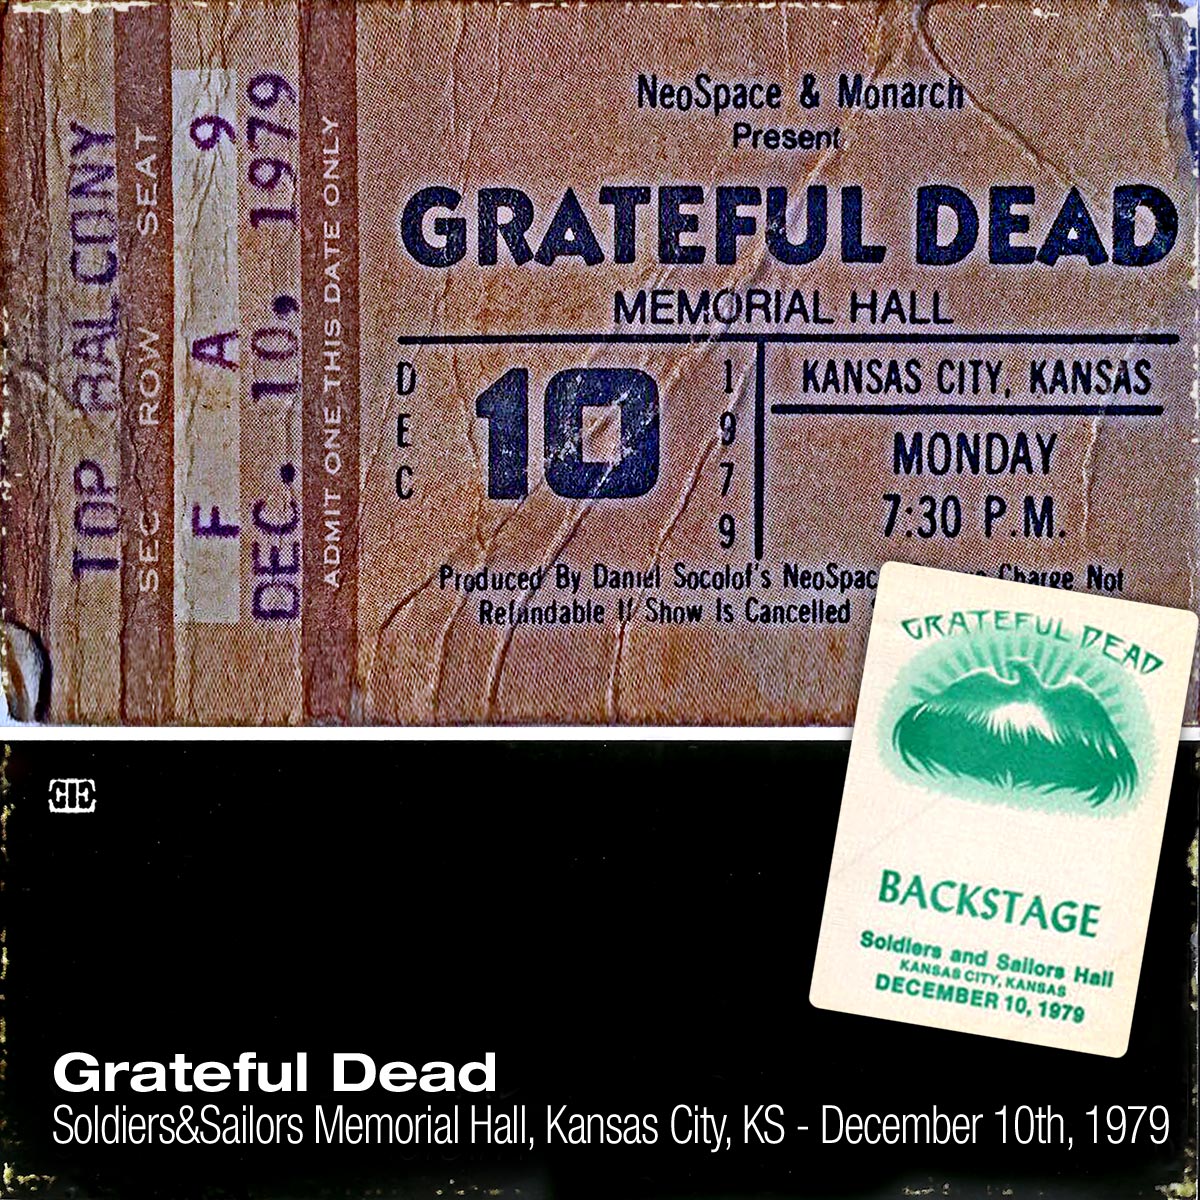 TOP BALCONY
SEC ROW SEAT
F A 9
DEC. 10, 1979
ADMIT ONE THIS DATE ONLY
NeoSpace & Monarch
Present
GRATEFUL DEAD
MEMORIAL HALL
DEC
10
1979
KANSAS CITY, KANSAS
MONDAY
7:30 P.M.
Produced By Daniel Socolof's NeoSpac Charge Not
Refundable If Show Is Cancelled
GRATEFUL DEAD
BACKSTAGE
Soldiers and Sailors Hall
KANSAS CITY, KANSAS
DECEMBER 10, 1979
Grateful Dead
Soldiers&Sailors Memorial Hall, Kansas City, KS - December 10th, 1979